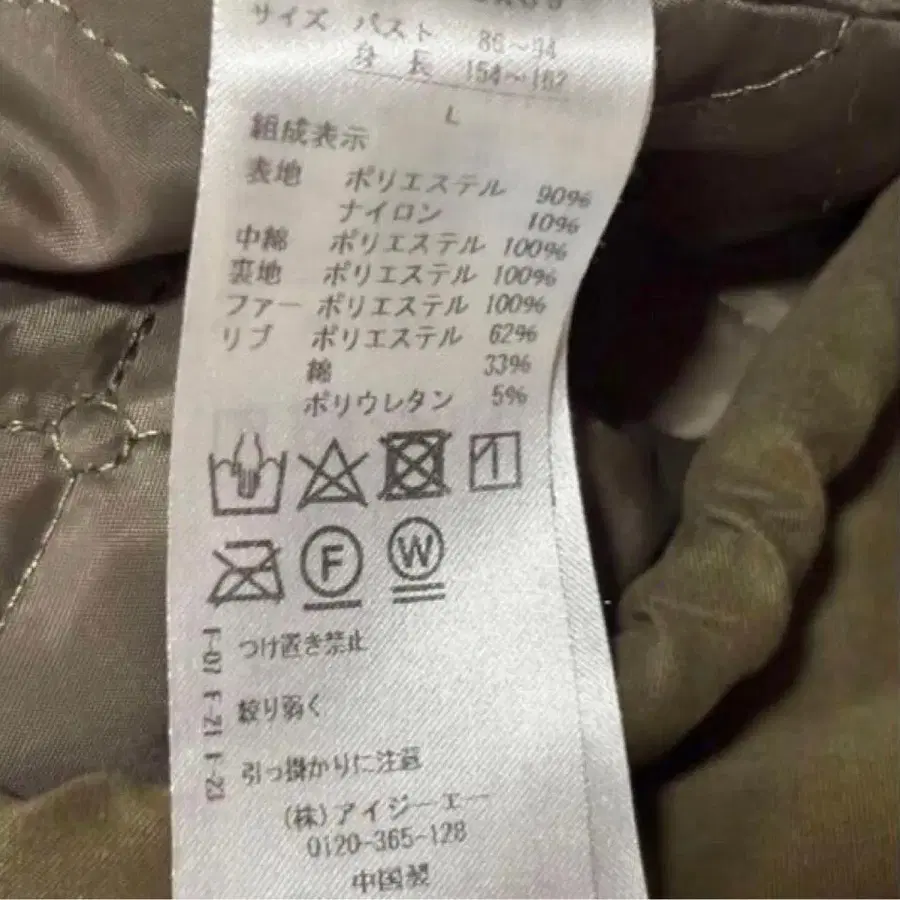 サイズ バスト 86～94
身長 154～162
L
組成表示
表地 ポリエステル 90%
ナイロン 10%
中綿 ポリエステル 100%
裏地 ポリエステル 100%
ファー ポリエステル 100%
リブ ポリエステル 62%
綿 33%
ポリウレタン 5%
F
W
F-07 つけ置き禁止
F-21 絞り弱く
F-23 引っ掛かりに注意
(株)アイジーエー
0120-365-128
中国製